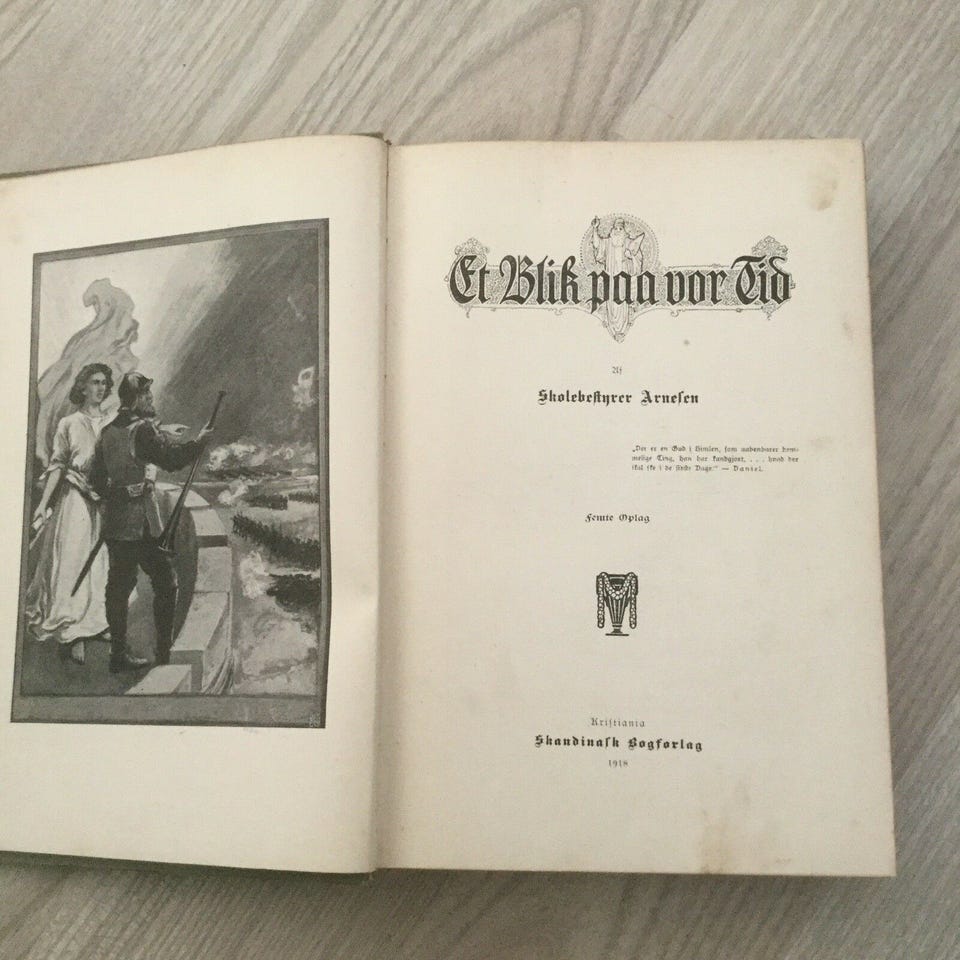 Et Blik paa vor Tid
Af
Skolebestyrer Arnesen
„Der er en Gud i Himlen, som aabenbarer hem-
melige Ting, han har kundgjort, . . . hvad der
skal ske i de sidste Dage.“ — Daniel.
Femte Oplag
Kristiania
Skandinavisk Bogforlag
1918